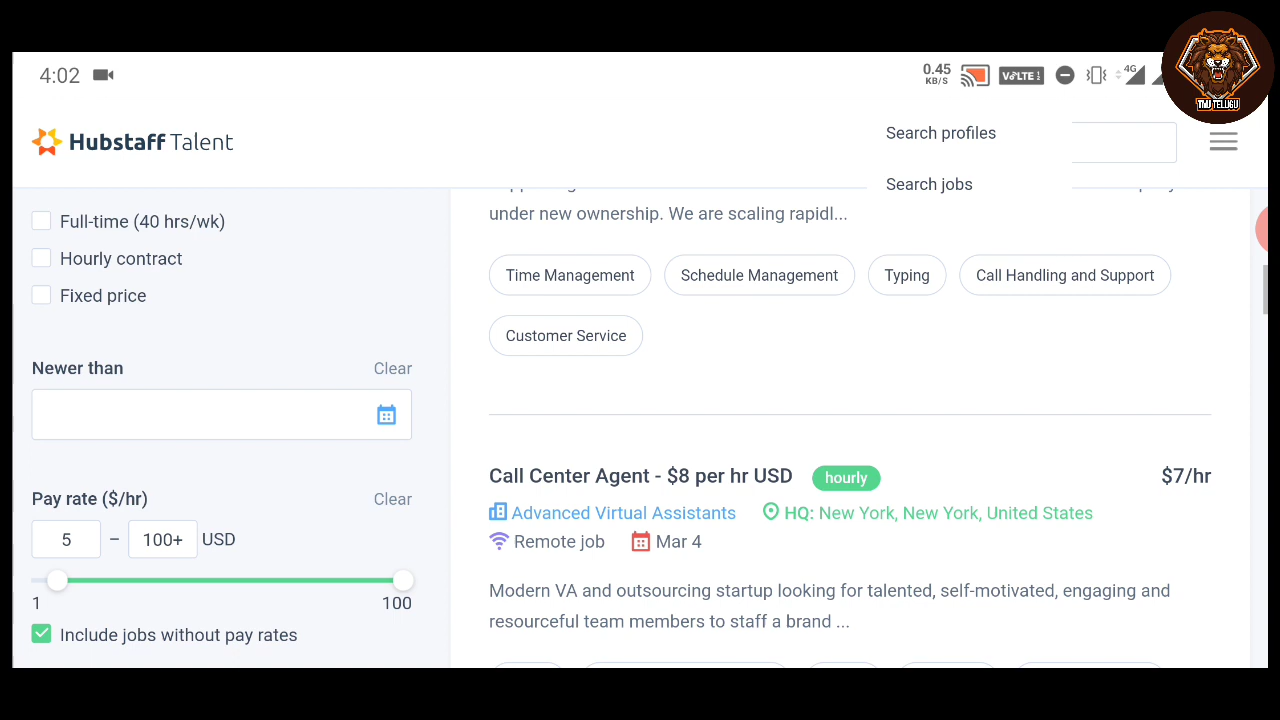 4:02
0.45
KB/S
VoLTE
4G
TMJ TELUGU
Hubstaff Talent
Search profiles
Search jobs
Full-time (40 hrs/wk)
Hourly contract
Fixed price
Newer than
Clear
Pay rate ($/hr)
Clear
5 – 100+ USD
1
100
Include jobs without pay rates
under new ownership. We are scaling rapidl...
Time Management
Schedule Management
Typing
Call Handling and Support
Customer Service
Call Center Agent - $8 per hr USD
hourly
$7/hr
Advanced Virtual Assistants
HQ: New York, New York, United States
Remote job
Mar 4
Modern VA and outsourcing startup looking for talented, self-motivated, engaging and
resourceful team members to staff a brand ...